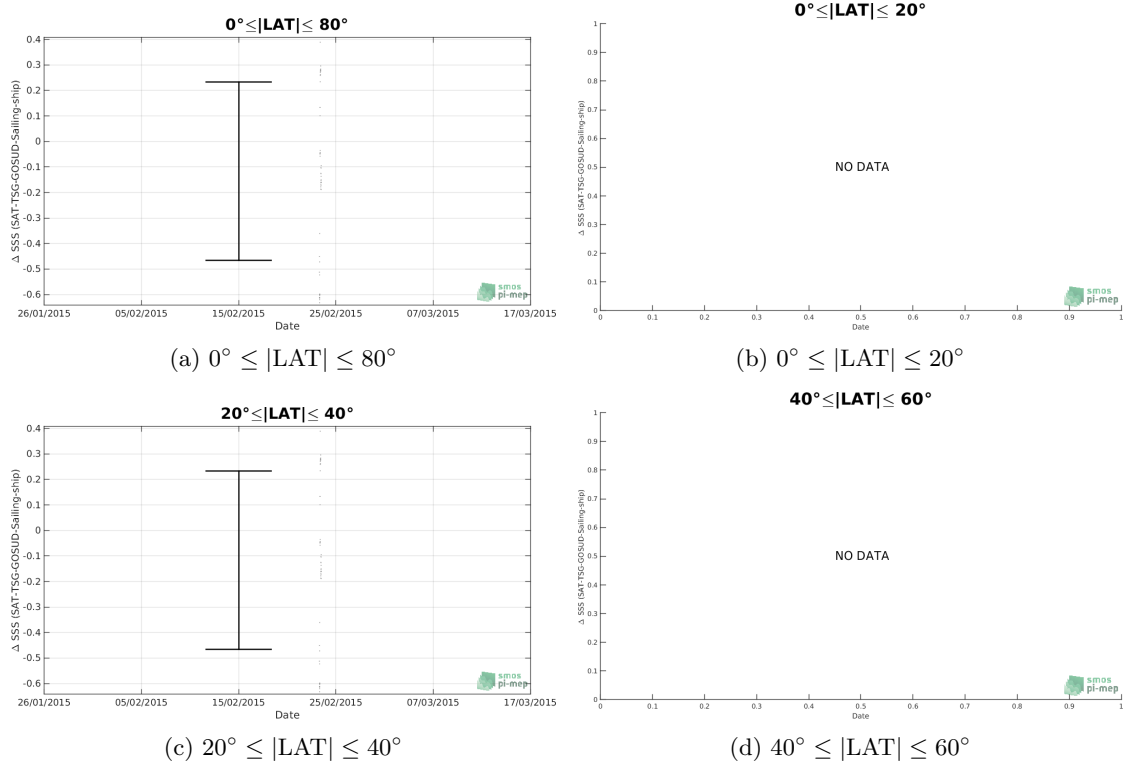 0°≤|LAT|≤ 80°
0.4
0.3
0.2
0.1
0
-0.1
-0.2
-0.3
-0.4
-0.5
-0.6
Δ SSS (SAT-TSG-GOSUD-Sailing-ship)
26/01/2015 05/02/2015 15/02/2015 25/02/2015 07/03/2015 17/03/2015
Date
smos
pi-mep
(a) 0° ≤ |LAT| ≤ 80°
0°≤|LAT|≤ 20°
1
0.9
0.8
0.7
0.6
0.5
0.4
0.3
0.2
0.1
0
Δ SSS (SAT-TSG-GOSUD-Sailing-ship)
NO DATA
0 0.1 0.2 0.3 0.4 0.5 0.6 0.7 0.8 0.9 1
Date
smos
pi-mep
(b) 0° ≤ |LAT| ≤ 20°
20°≤|LAT|≤ 40°
0.4
0.3
0.2
0.1
0
-0.1
-0.2
-0.3
-0.4
-0.5
-0.6
Δ SSS (SAT-TSG-GOSUD-Sailing-ship)
26/01/2015 05/02/2015 15/02/2015 25/02/2015 07/03/2015 17/03/2015
Date
smos
pi-mep
(c) 20° ≤ |LAT| ≤ 40°
40°≤|LAT|≤ 60°
1
0.9
0.8
0.7
0.6
0.5
0.4
0.3
0.2
0.1
0
Δ SSS (SAT-TSG-GOSUD-Sailing-ship)
NO DATA
0 0.1 0.2 0.3 0.4 0.5 0.6 0.7 0.8 0.9 1
Date
smos
pi-mep
(d) 40° ≤ |LAT| ≤ 60°